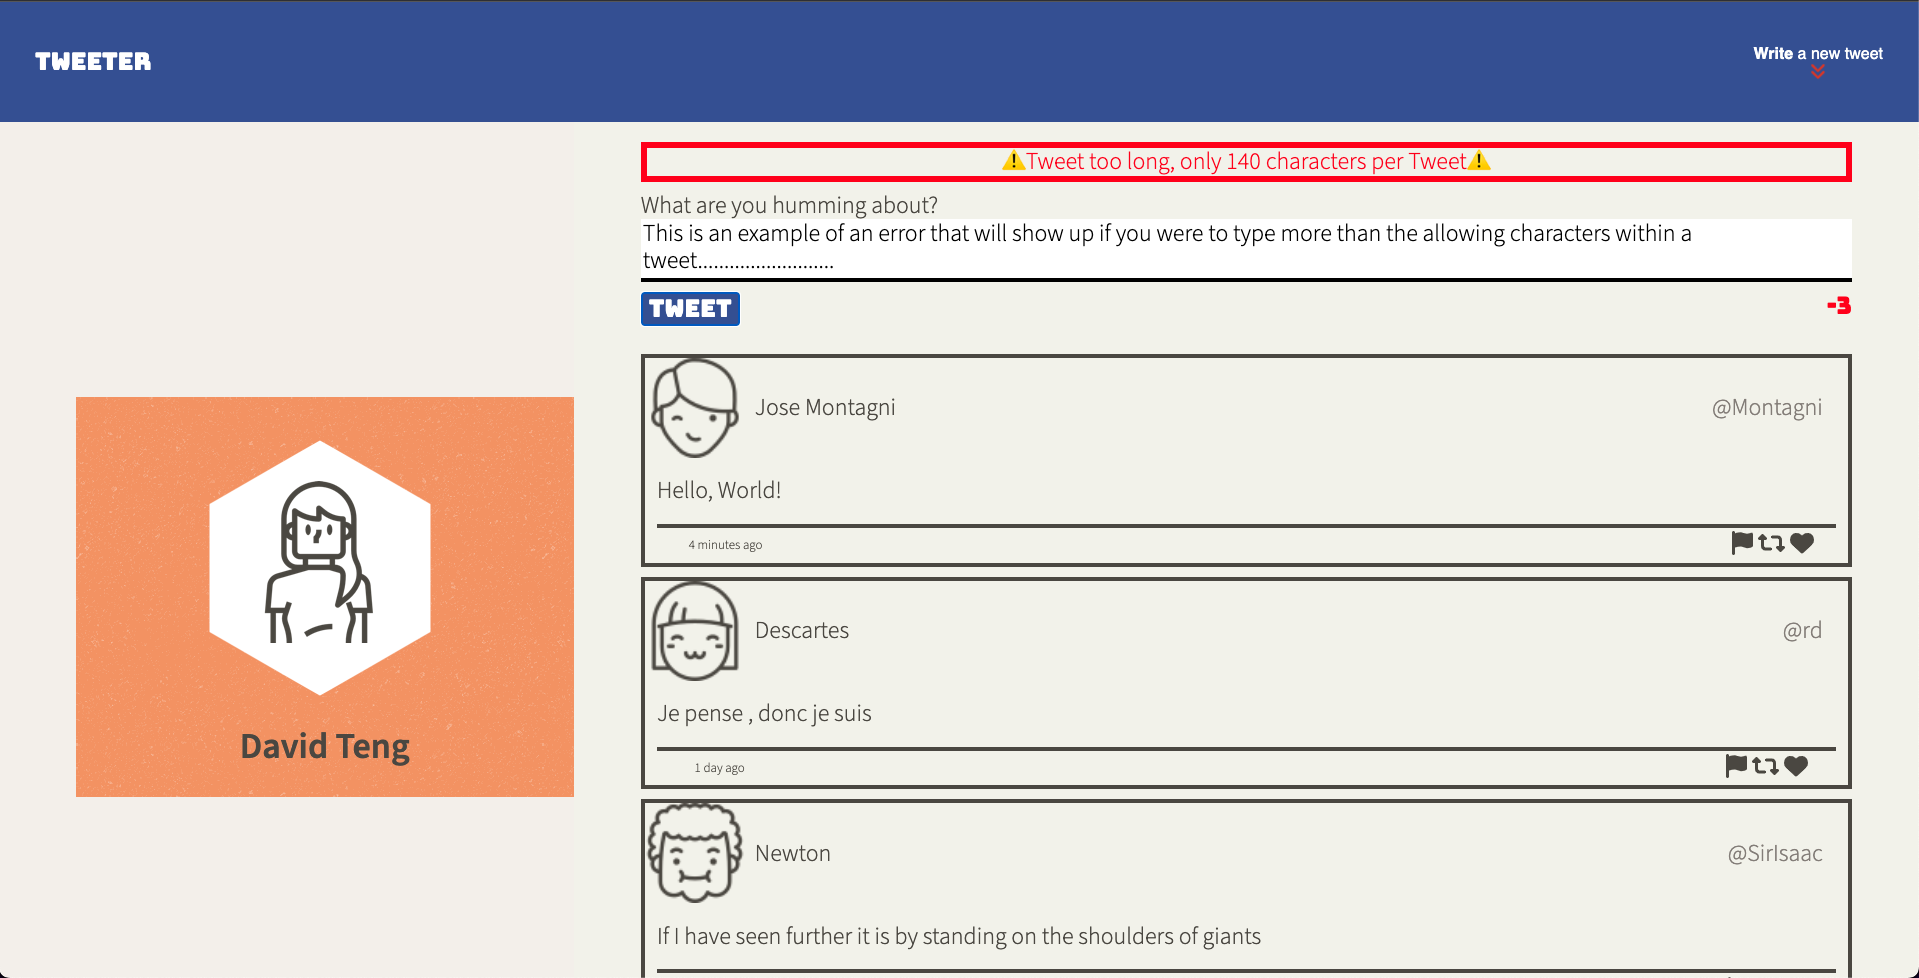 TWEETER
Write a new tweet
⚠️Tweet too long, only 140 characters per Tweet⚠️
What are you humming about?
This is an example of an error that will show up if you were to type more than the allowing characters within a
tweet..........................
TWEET
-3
Jose Montagni
@Montagni
Hello, World!
4 minutes ago
Descartes
@rd
Je pense , donc je suis
1 day ago
Newton
@SirIsaac
If I have seen further it is by standing on the shoulders of giants
David Teng